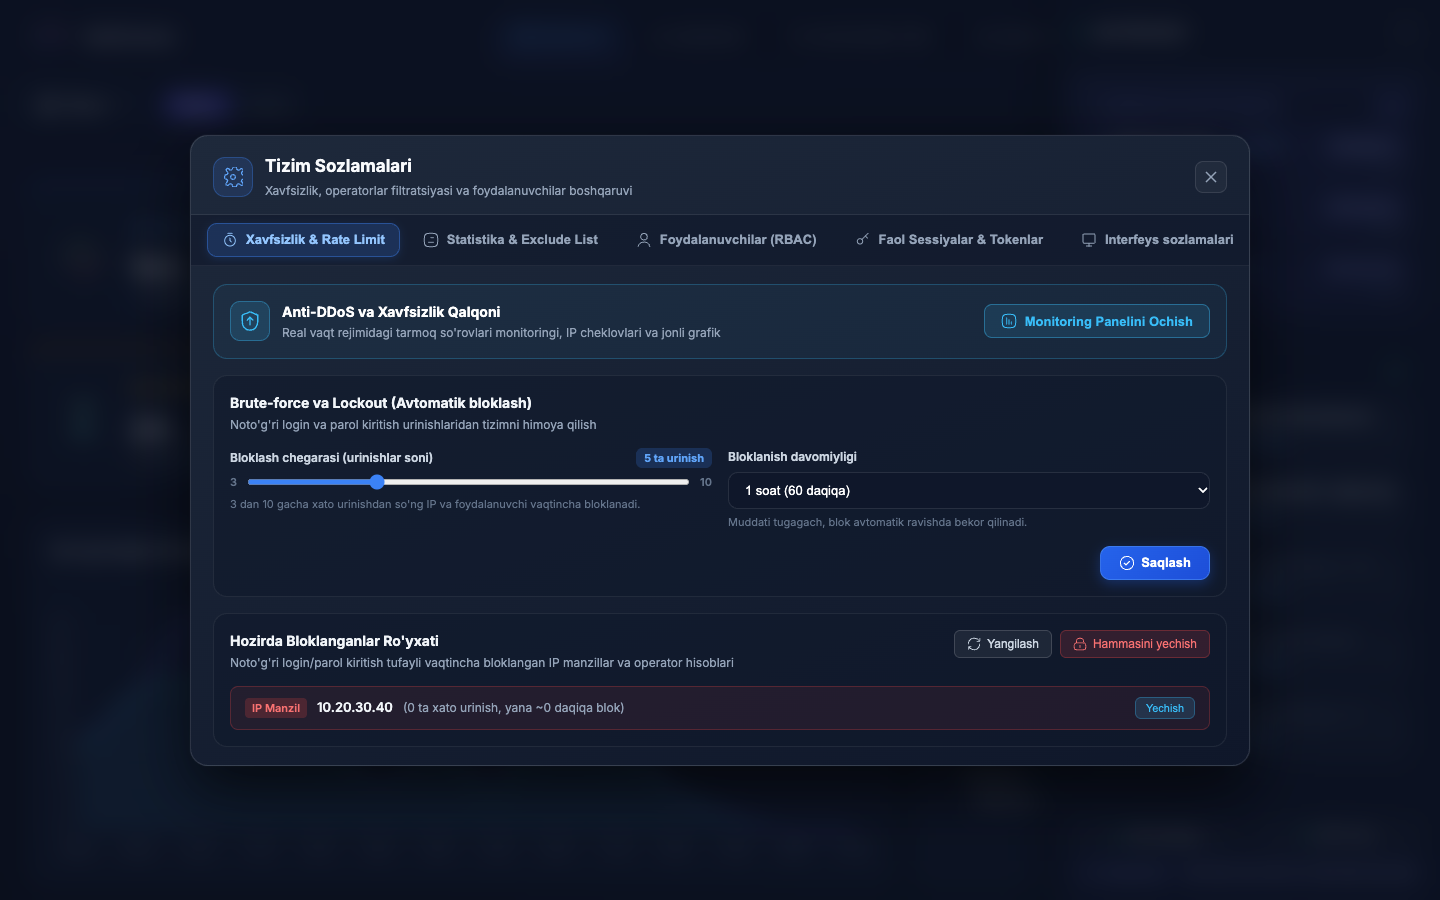 Tizim Sozlamalari
Xavfsizlik, operatorlar filtratsiyasi va foydalanuvchilar boshqaruvi
Xavfsizlik & Rate Limit
Statistika & Exclude List
Foydalanuvchilar (RBAC)
Faol Sessiyalar & Tokenlar
Interfeys sozlamalari
Anti-DDoS va Xavfsizlik Qalqoni
Real vaqt rejimidagi tarmoq so'rovlari monitoringi, IP cheklovlari va jonli grafik
Monitoring Panelini Ochish
Brute-force va Lockout (Avtomatik bloklash)
Noto'g'ri login va parol kiritish urinishlaridan tizimni himoya qilish
Bloklash chegarasi (urinishlar soni)
5 ta urinish
3
10
3 dan 10 gacha xato urinishdan so'ng IP va foydalanuvchi vaqtincha bloklanadi.
Bloklanish davomiyligi
1 soat (60 daqiqa)
Muddati tugagach, blok avtomatik ravishda bekor qilinadi.
Saqlash
Hozirda Bloklanganlar Ro'yxati
Noto'g'ri login/parol kiritish tufayli vaqtincha bloklangan IP manzillar va operator hisoblari
Yangilash
Hammasini yechish
IP Manzil
10.20.30.40
(0 ta xato urinish, yana ~0 daqiqa blok)
Yechish